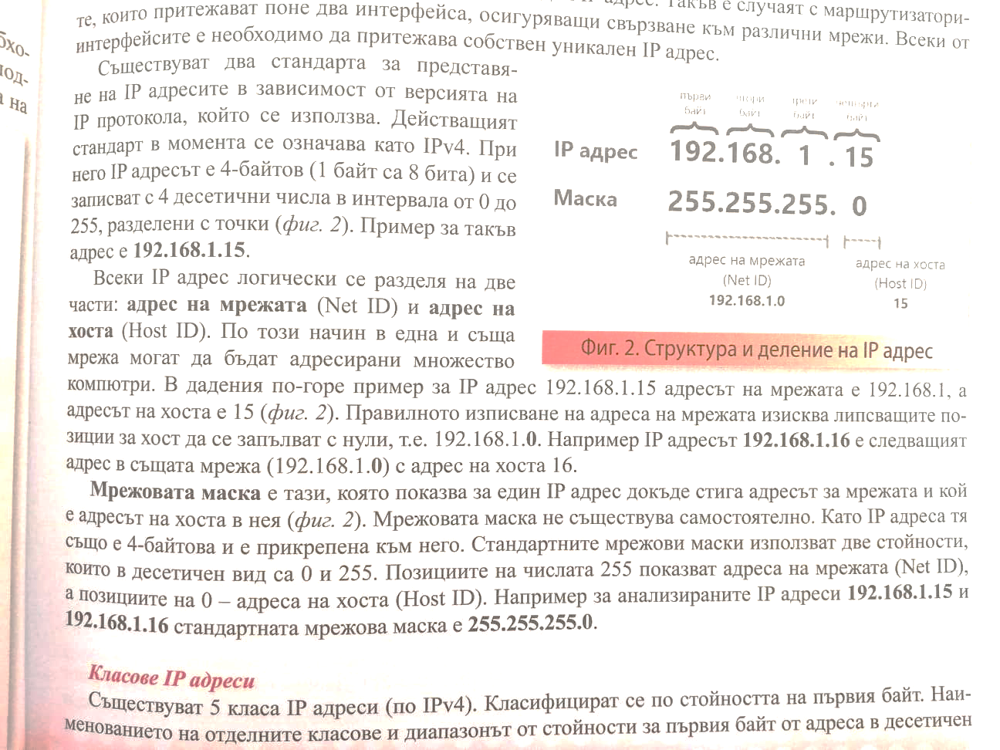 адрес. Такъв е случаят с маршрутизатори-
те, които притежават поне два интерфейса, осигуряващи свързване към различни мрежи. Всеки от
интерфейсите е необходимо да притежава собствен уникален IP адрес.
Съществуват два стандарта за представя-
не на IP адресите в зависимост от версията на
IP протокола, който се използва. Действащият
стандарт в момента се означава като IPv4. При
него IP адресът е 4-байтов (1 байт са 8 бита) и се
записват с 4 десетични числа в интервала от 0 до
255, разделени с точки (фиг. 2). Пример за такъв
адрес е 192.168.1.15.
Всеки IP адрес логически се разделя на две
части: адрес на мрежата (Net ID) и адрес на
хоста (Host ID). По този начин в една и съща
мрежа могат да бъдат адресирани множество
компютри. В дадения по-горе пример за IP адрес 192.168.1.15 адресът на мрежата е 192.168.1, а
адресът на хоста е 15 (фиг. 2). Правилното изписване на адреса на мрежата изисква липсващите по-
зиции за хост да се запълват с нули, т.е. 192.168.1.0. Например IP адресът 192.168.1.16 е следващият
адрес в същата мрежа (192.168.1.0) с адрес на хоста 16.
Мрежовата маска е тази, която показва за един IP адрес докъде стига адресът за мрежата и кой
е адресът на хоста в нея (фиг. 2). Мрежовата маска не съществува самостоятелно. Като IP адреса тя
също е 4-байтова и е прикрепена към него. Стандартните мрежови маски използват две стойности,
които в десетичен вид са 0 и 255. Позициите на числата 255 показват адреса на мрежата (Net ID),
а позициите на 0 – адреса на хоста (Host ID). Например за анализираните IP адреси 192.168.1.15 и
192.168.1.16 стандартната мрежова маска е 255.255.255.0.
Класове IP адреси
Съществуват 5 класа IP адреси (по IPv4). Класифицират се по стойността на първия байт. Наи-
менованието на отделните класове и диапазонът от стойности за първия байт от адреса в десетичен
първи байт
втори байт
трети байт
четвърти байт
IP адрес 192.168. 1 . 15
Маска 255.255.255. 0
адрес на мрежата
(Net ID)
192.168.1.0
адрес на хоста
(Host ID)
15
Фиг. 2. Структура и деление на IP адрес
бхо-
под-
на